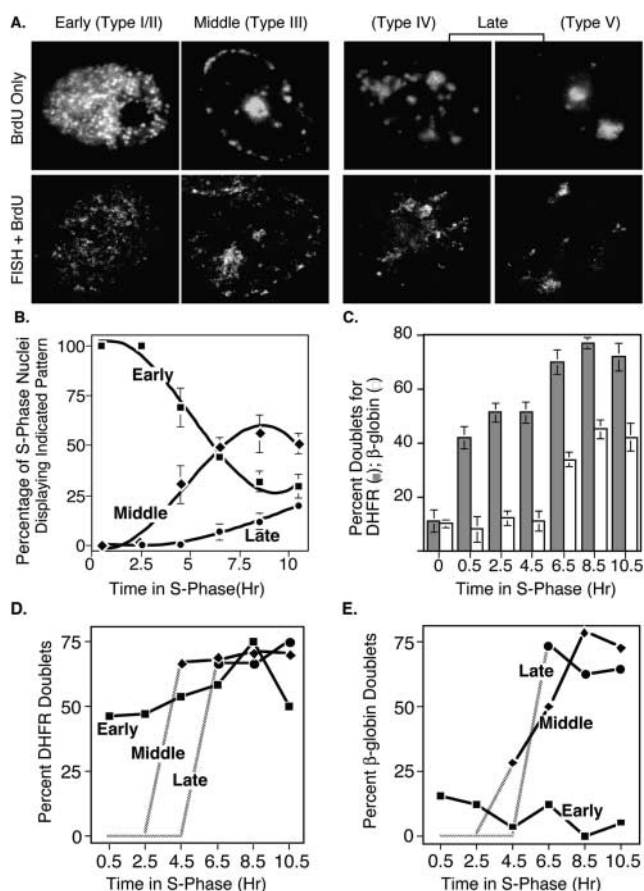 A.
Early (Type I/II)
Middle (Type III)
(Type IV)
Late
(Type V)
BrdU Only
FISH + BrdU
B.
Percentage of S-Phase Nuclei
Displaying Indicated Pattern
100
75
50
25
0
Early
Middle
Late
0
2.5
5
7.5
10
Time in S-Phase(Hr)
C.
Percent Doublets for
DHFR ( ); β-globin ( )
80
60
40
20
0
0.5
2.5
4.5
6.5
8.5
10.5
Time in S-Phase (Hr)
D.
Percent DHFR Doublets
75
50
25
0
Early
Middle
Late
0.5
2.5
4.5
6.5
8.5
10.5
Time in S-Phase (Hr)
E.
Percent β-globin Doublets
75
50
25
0
Late
Middle
Early
0.5
2.5
4.5
6.5
8.5
10.5
Time in S-Phase (Hr)